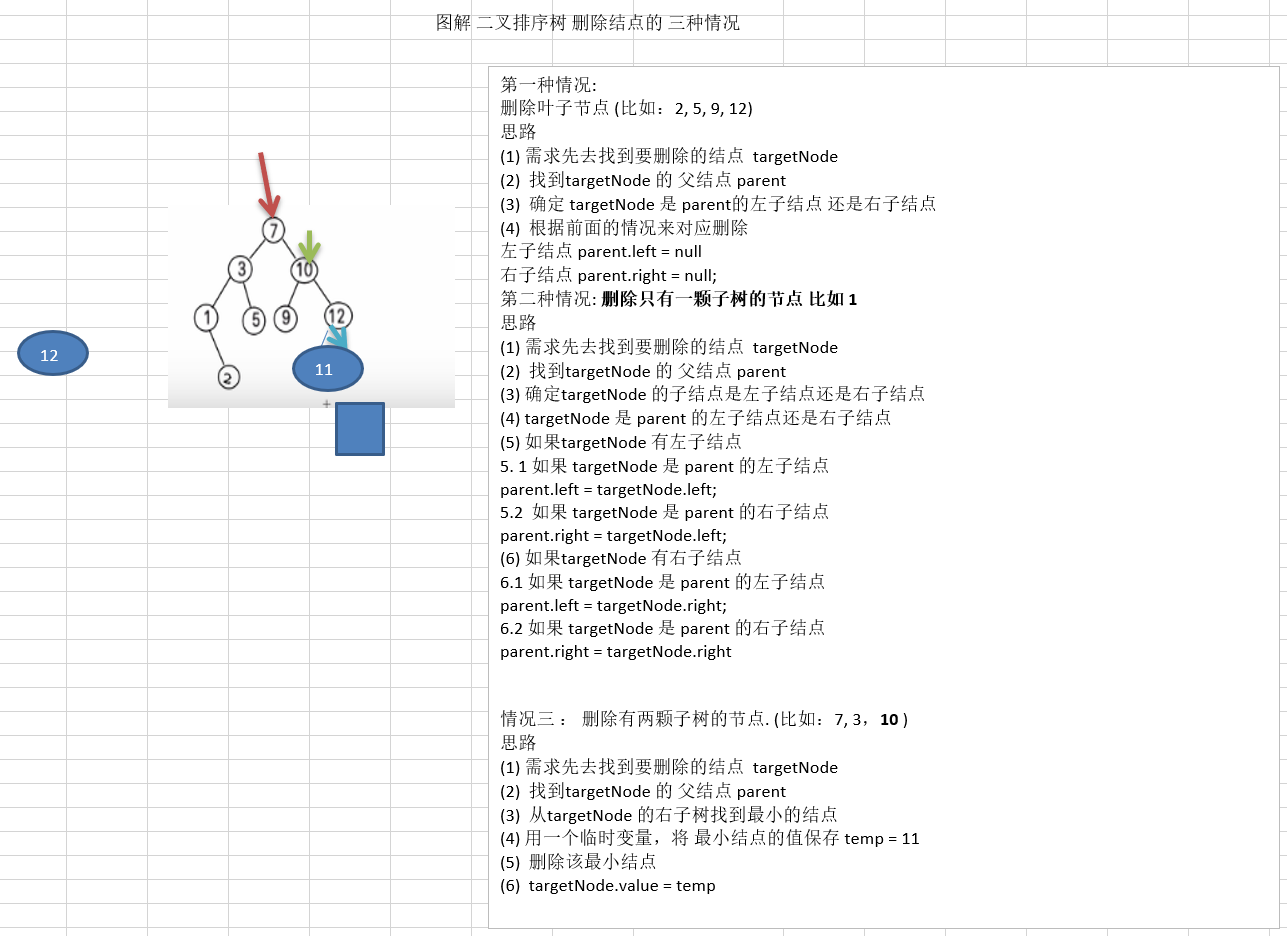 图解 二叉排序树 删除结点的 三种情况
第一种情况:
删除叶子节点 (比如：2, 5, 9, 12)
思路
(1) 需求先去找到要删除的结点 targetNode
(2) 找到targetNode 的 父结点 parent
(3) 确定 targetNode 是 parent的左子结点 还是右子结点
(4) 根据前面的情况来对应删除
左子结点 parent.left = null
右子结点 parent.right = null;
第二种情况: 删除只有一颗子树的节点 比如 1
思路
(1) 需求先去找到要删除的结点 targetNode
(2) 找到targetNode 的 父结点 parent
(3) 确定targetNode 的子结点是左子结点还是右子结点
(4) targetNode 是 parent 的左子结点还是右子结点
(5) 如果targetNode 有左子结点
5. 1 如果 targetNode 是 parent 的左子结点
parent.left = targetNode.left;
5.2 如果 targetNode 是 parent 的右子结点
parent.right = targetNode.left;
(6) 如果targetNode 有右子结点
6.1 如果 targetNode 是 parent 的左子结点
parent.left = targetNode.right;
6.2 如果 targetNode 是 parent 的右子结点
parent.right = targetNode.right
情况三 ： 删除有两颗子树的节点. (比如：7, 3，10 )
思路
(1) 需求先去找到要删除的结点 targetNode
(2) 找到targetNode 的 父结点 parent
(3) 从targetNode 的右子树找到最小的结点
(4) 用一个临时变量，将 最小结点的值保存 temp = 11
(5) 删除该最小结点
(6) targetNode.value = temp
7
3
10
1
5
9
12
2
11
12